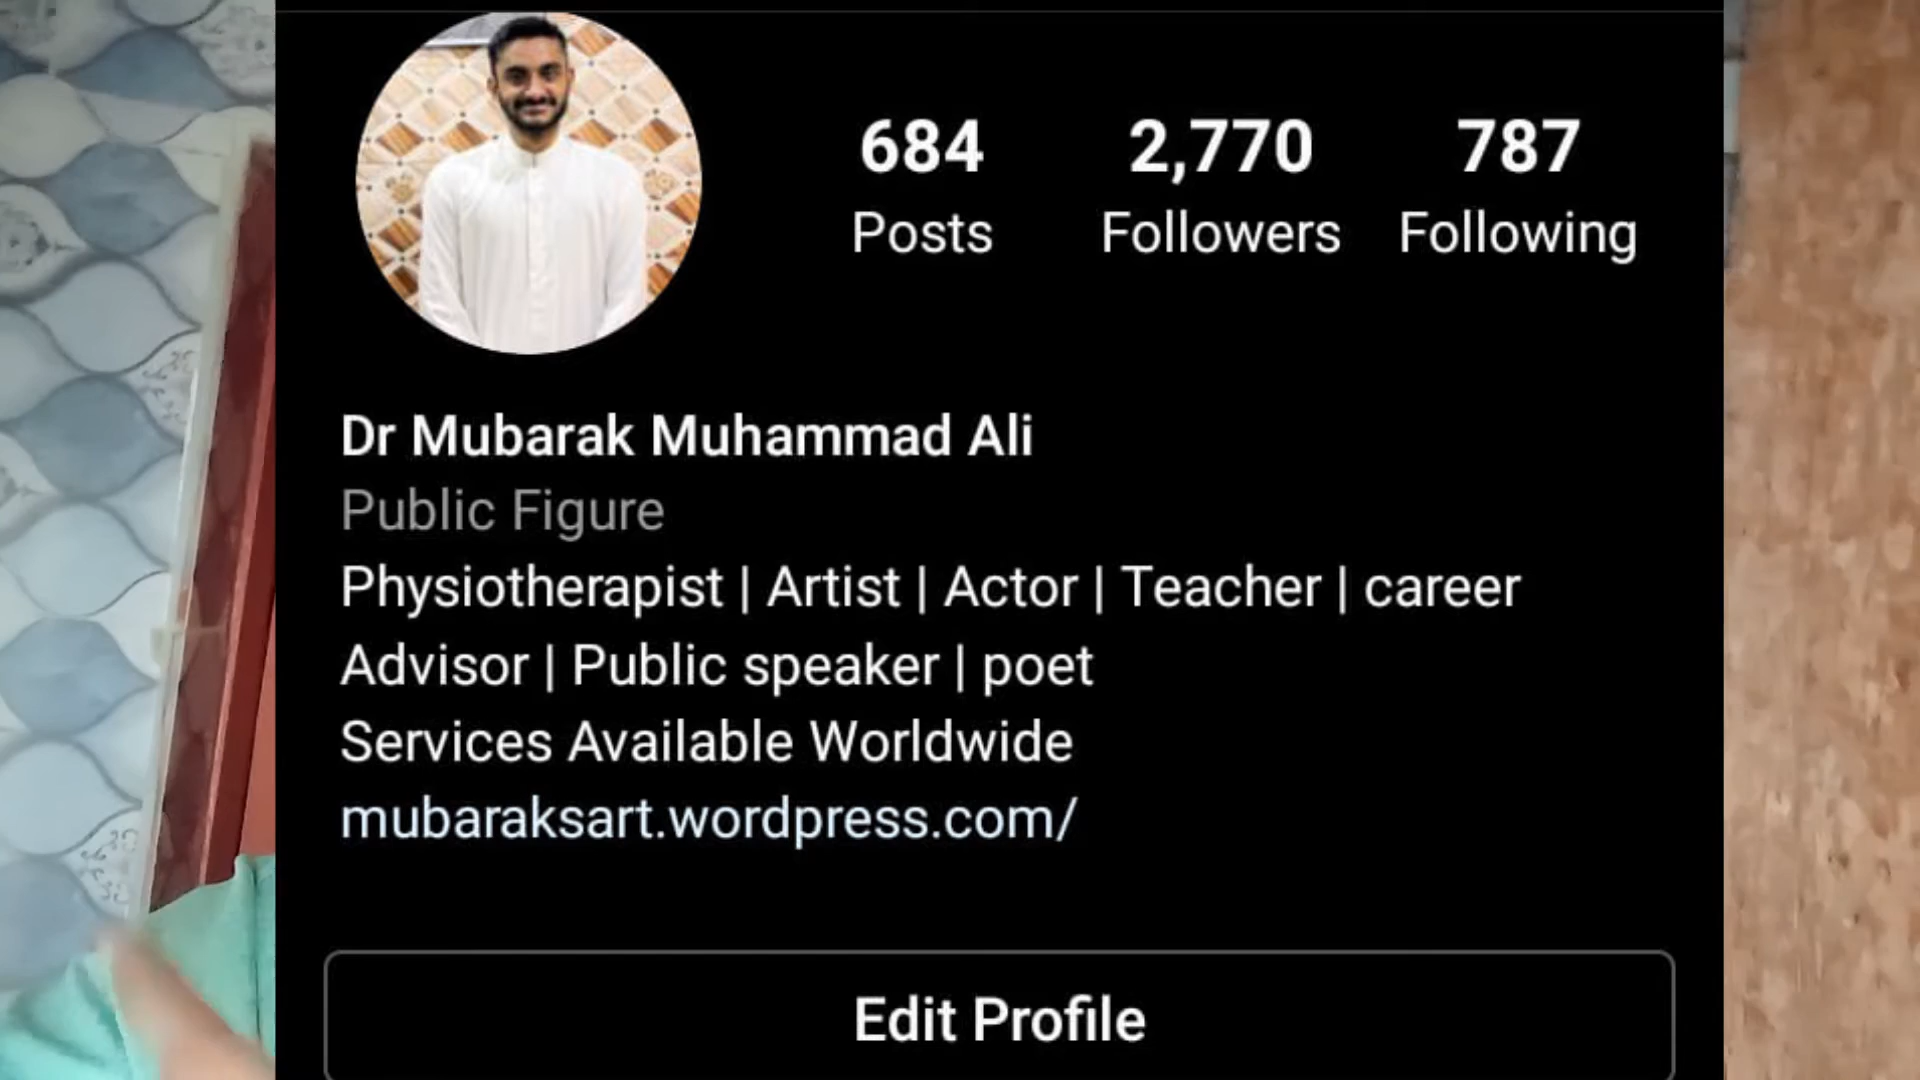 684 2,770 787
Posts Followers Following
Dr Mubarak Muhammad Ali
Public Figure
Physiotherapist | Artist | Actor | Teacher | career
Advisor | Public speaker | poet
Services Available Worldwide
mubaraksart.wordpress.com/
Edit Profile